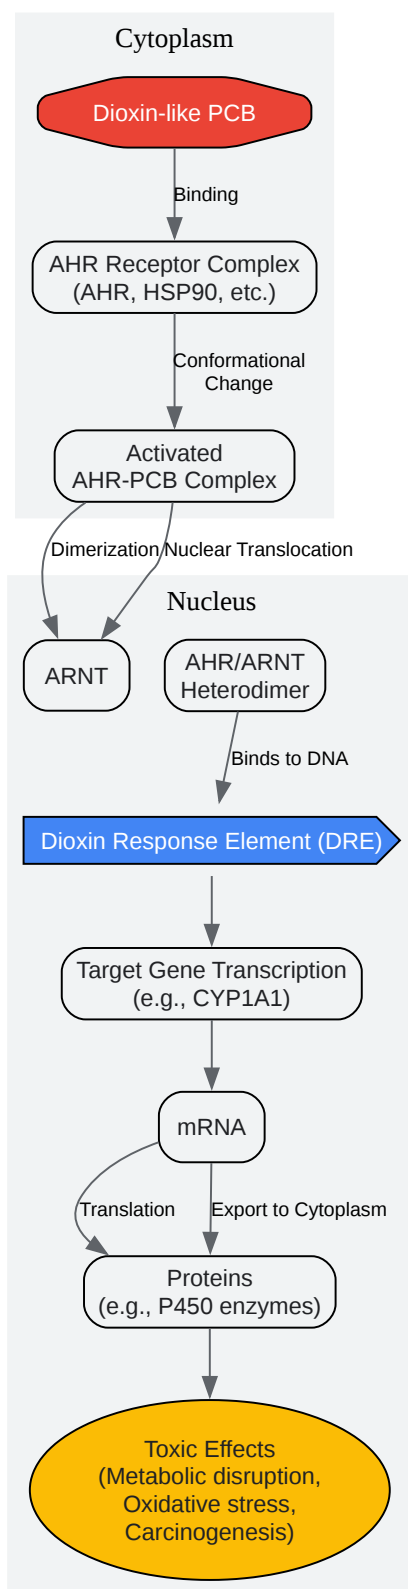 Cytoplasm
Dioxin-like PCB
Binding
AHR Receptor Complex
(AHR, HSP90, etc.)
Conformational
Change
Activated
AHR-PCB Complex
Dimerization
Nuclear Translocation
Nucleus
ARNT
AHR/ARNT
Heterodimer
Binds to DNA
Dioxin Response Element (DRE)
Target Gene Transcription
(e.g., CYP1A1)
mRNA
Translation
Export to Cytoplasm
Proteins
(e.g., P450 enzymes)
Toxic Effects
(Metabolic disruption,
Oxidative stress,
Carcinogenesis)